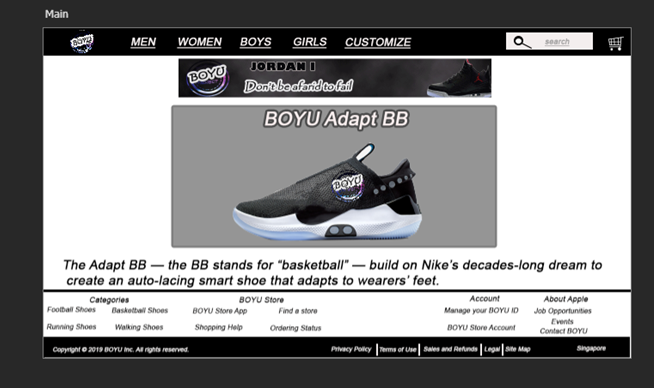 Main
BOYU
MEN WOMEN BOYS GIRLS CUSTOMIZE search
BOYU
JORDAN I
Don't be afarid to fail
BOYU Adapt BB
BOYU
The Adapt BB — the BB stands for “basketball” — build on Nike's decades-long dream to
create an auto-lacing smart shoe that adapts to wearers' feet.
Categories BOYU Store Account About Apple
Football Shoes Basketball Shoes BOYU Store App Find a store Manage your BOYU ID Job Opportunities
Running Shoes Walking Shoes Shopping Help Ordering Status BOYU Store Account Events
Contact BOYU
Copyright © 2019 BOYU Inc. All rights reserved. Privacy Policy Terms of Use Sales and Refunds Legal Site Map Singapore